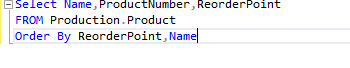 Select Name,ProductNumber,ReorderPoint
FROM Production.Product
Order By ReorderPoint,Name